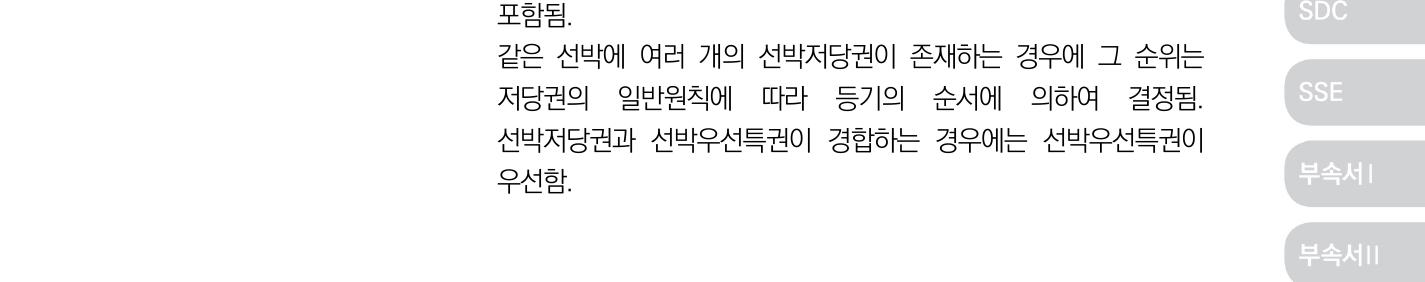 포함됨.
같은 선박에 여러 개의 선박저당권이 존재하는 경우에 그 순위는
저당권의 일반원칙에 따라 등기의 순서에 의하여 결정됨.
선박저당권과 선박우선특권이 경합하는 경우에는 선박우선특권이
우선함.
SDC
SSE
부속서 I
부속서 II